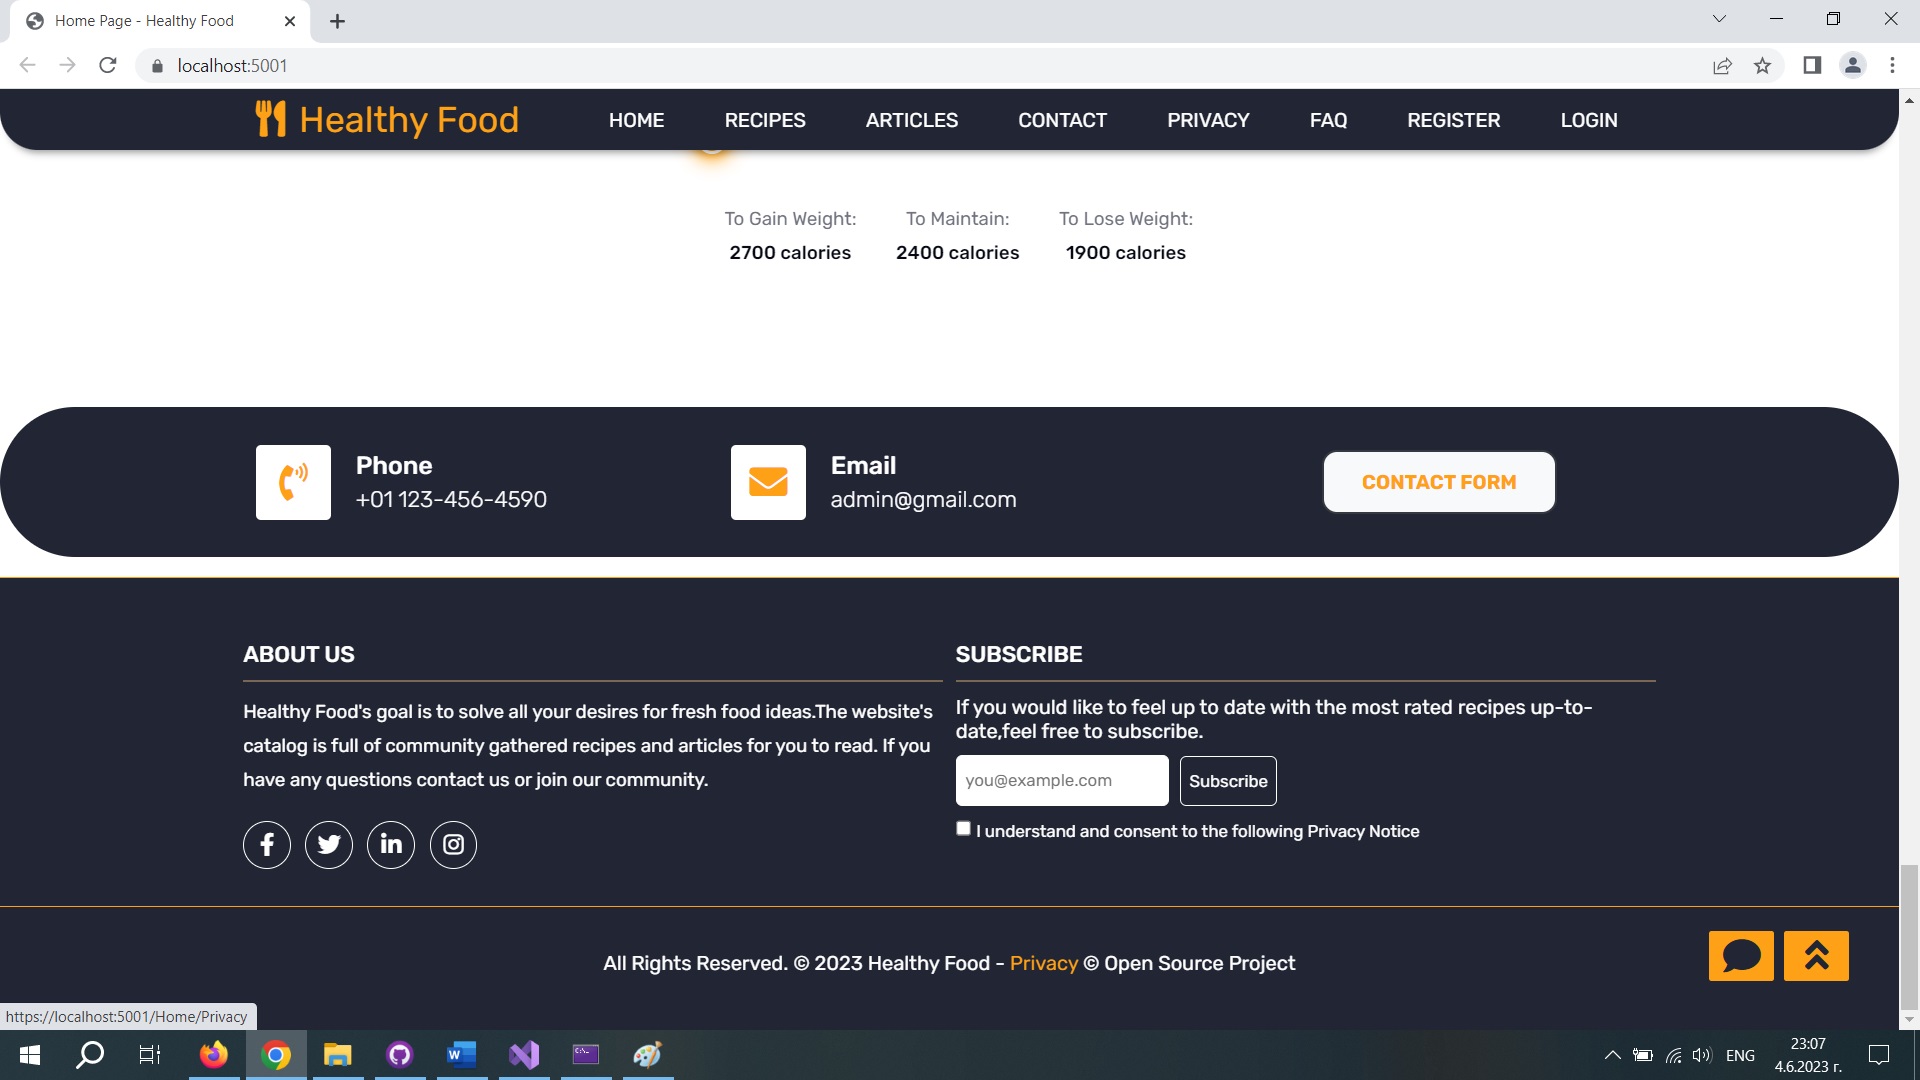 Home Page - Healthy Food
localhost:5001
Healthy Food HOME RECIPES ARTICLES CONTACT PRIVACY FAQ REGISTER LOGIN
To Gain Weight: To Maintain: To Lose Weight:
2700 calories 2400 calories 1900 calories
Phone
+01 123-456-4590
Email
admin@gmail.com
CONTACT FORM
ABOUT US
Healthy Food's goal is to solve all your desires for fresh food ideas.The website's
catalog is full of community gathered recipes and articles for you to read. If you
have any questions contact us or join our community.
SUBSCRIBE
If you would like to feel up to date with the most rated recipes up-to-
date,feel free to subscribe.
you@example.com Subscribe
I understand and consent to the following Privacy Notice
All Rights Reserved. © 2023 Healthy Food - Privacy © Open Source Project
https://localhost:5001/Home/Privacy
ENG
23:07
4.6.2023 г.